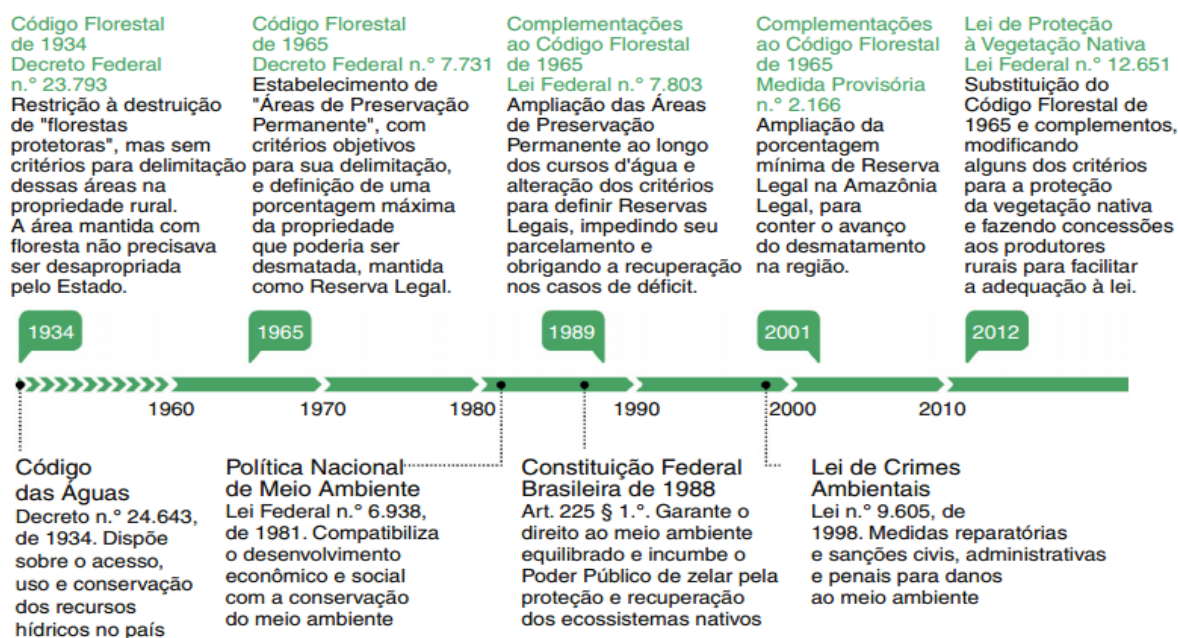 Código Florestal
de 1934
Decreto Federal
n.° 23.793
Restrição à destruição
de "florestas
protetoras", mas sem
critérios para delimitação
dessas áreas na
propriedade rural.
A área mantida com
floresta não precisava
ser desapropriada
pelo Estado.
Código Florestal
de 1965
Decreto Federal n.° 7.731
Estabelecimento de
"Áreas de Preservação
Permanente", com
critérios objetivos
para sua delimitação,
e definição de uma
porcentagem máxima
da propriedade
que poderia ser
desmatada, mantida
como Reserva Legal.
Complementações
ao Código Florestal
de 1965
Lei Federal n.° 7.803
Ampliação das Áreas
de Preservação
Permanente ao longo
dos cursos d'água e
alteração dos critérios
para definir Reservas
Legais, impedindo seu
parcelamento e
obrigando a recuperação
nos casos de déficit.
Complementações
ao Código Florestal
de 1965
Medida Provisória
n.° 2.166
Ampliação da
porcentagem
mínima de Reserva
Legal na Amazônia
Legal, para
conter o avanço
do desmatamento
na região.
Lei de Proteção
à Vegetação Nativa
Lei Federal n.° 12.651
Substituição do
Código Florestal de
1965 e complementos,
modificando
alguns dos critérios
para a proteção
da vegetação nativa
e fazendo concessões
aos produtores
rurais para facilitar
a adequação à lei.
1934
1965
1989
2001
2012
1960
1970
1980
1990
2000
2010
Código
das Águas
Decreto n.° 24.643,
de 1934. Dispõe
sobre o acesso,
uso e conservação
dos recursos
hídricos no país
Política Nacional
de Meio Ambiente
Lei Federal n.° 6.938,
de 1981. Compatibiliza
o desenvolvimento
econômico e social
com a conservação
do meio ambiente
Constituição Federal
Brasileira de 1988
Art. 225 § 1.°. Garante o
direito ao meio ambiente
equilibrado e incumbe o
Poder Público de zelar pela
proteção e recuperação
dos ecossistemas nativos
Lei de Crimes
Ambientais
Lei n.° 9.605, de
1998. Medidas reparatórias
e sanções civis, administrativas
e penais para danos
ao meio ambiente